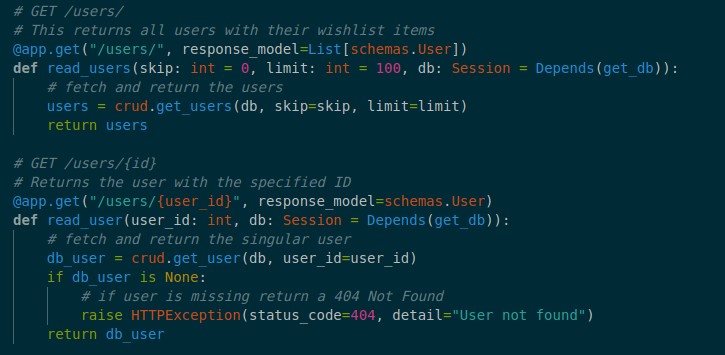 # GET /users/
# This returns all users with their wishlist items
@app.get("/users/", response_model=List[schemas.User])
def read_users(skip: int = 0, limit: int = 100, db: Session = Depends(get_db)):
    # fetch and return the users
    users = crud.get_users(db, skip=skip, limit=limit)
    return users
# GET /users/{id}
# Returns the user with the specified ID
@app.get("/users/{user_id}", response_model=schemas.User)
def read_user(user_id: int, db: Session = Depends(get_db)):
    # fetch and return the singular user
    db_user = crud.get_user(db, user_id=user_id)
    if db_user is None:
        # if user is missing return a 404 Not Found
        raise HTTPException(status_code=404, detail="User not found")
    return db_user